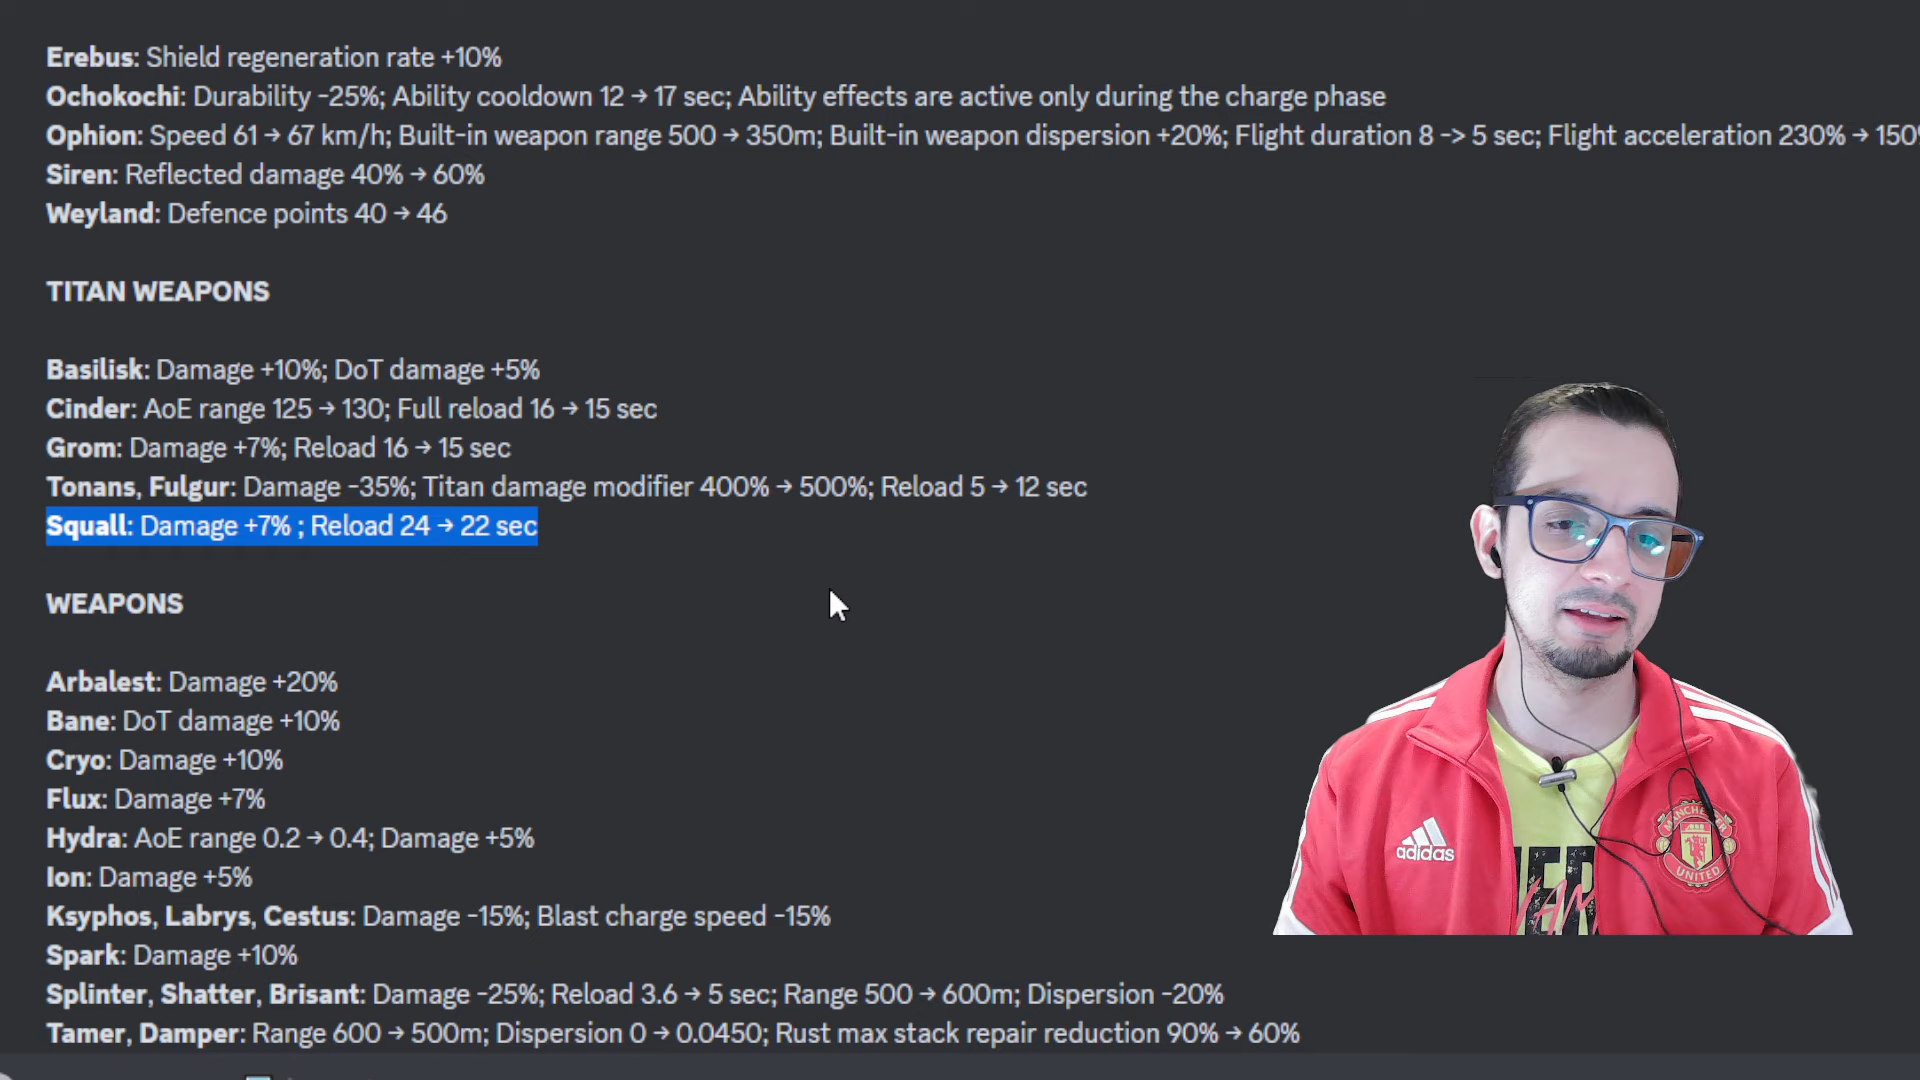 Erebus: Shield regeneration rate +10%
Ochokochi: Durability -25%; Ability cooldown 12 → 17 sec; Ability effects are active only during the charge phase
Ophion: Speed 61 → 67 km/h; Built-in weapon range 500 → 350m; Built-in weapon dispersion +20%; Flight duration 8 -> 5 sec; Flight acceleration 230% → 150%
Siren: Reflected damage 40% → 60%
Weyland: Defence points 40 → 46
TITAN WEAPONS
Basilisk: Damage +10%; DoT damage +5%
Cinder: AoE range 125 → 130; Full reload 16 → 15 sec
Grom: Damage +7%; Reload 16 → 15 sec
Tonans, Fulgur: Damage -35%; Titan damage modifier 400% → 500%; Reload 5 → 12 sec
Squall: Damage +7% ; Reload 24 → 22 sec
WEAPONS
Arbalest: Damage +20%
Bane: DoT damage +10%
Cryo: Damage +10%
Flux: Damage +7%
Hydra: AoE range 0.2 → 0.4; Damage +5%
Ion: Damage +5%
Ksyphos, Labrys, Cestus: Damage -15%; Blast charge speed -15%
Spark: Damage +10%
Splinter, Shatter, Brisant: Damage -25%; Reload 3.6 → 5 sec; Range 500 → 600m; Dispersion -20%
Tamer, Damper: Range 600 → 500m; Dispersion 0 → 0.0450; Rust max stack repair reduction 90% → 60%
adidas
MANCHESTER
UNITED